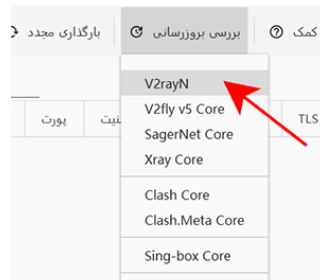 کمک بررسی بروزرسانی بارگذاری مجدد
V2rayN
V2fly v5 Core
TLS پورت
SagerNet Core
Xray Core
Clash Core
Clash.Meta Core
Sing-box Core